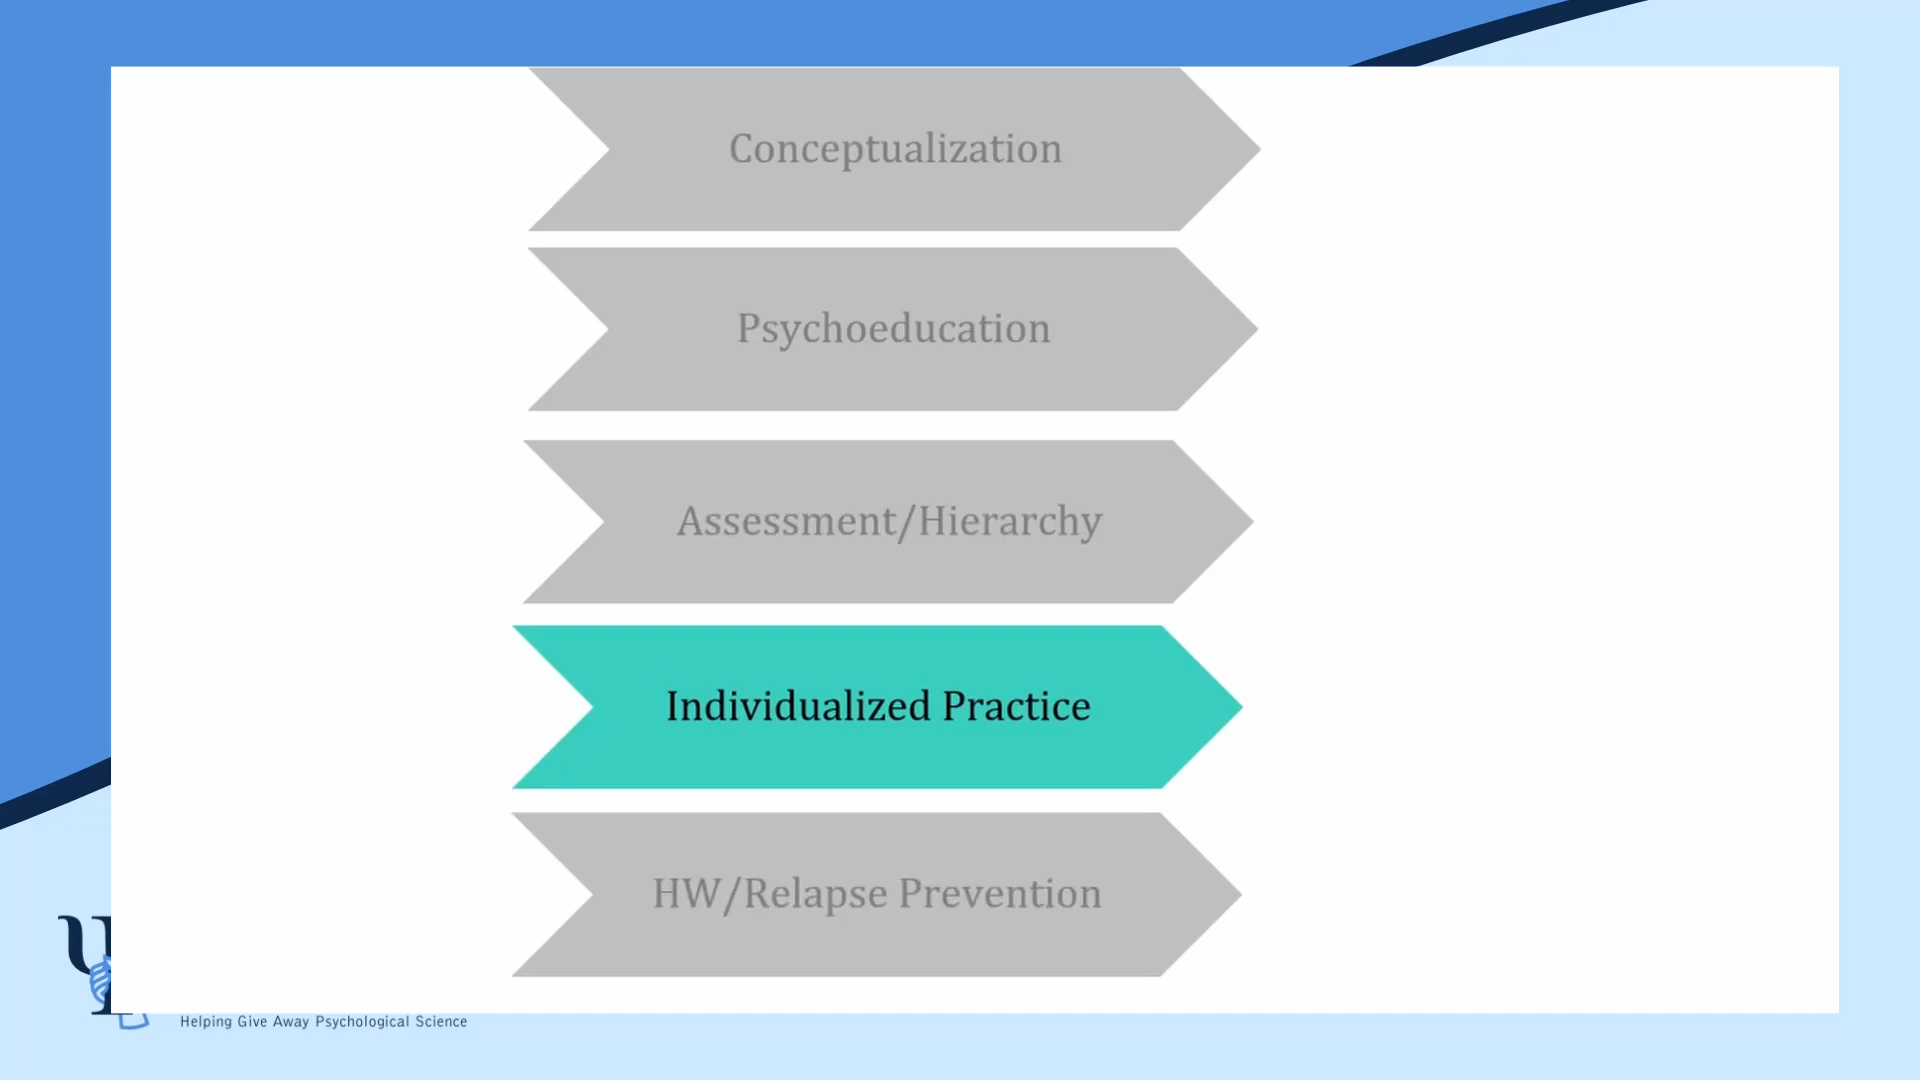 Conceptualization
Psychoeducation
Assessment/Hierarchy
Individualized Practice
HW/Relapse Prevention
Helping Give Away Psychological Science